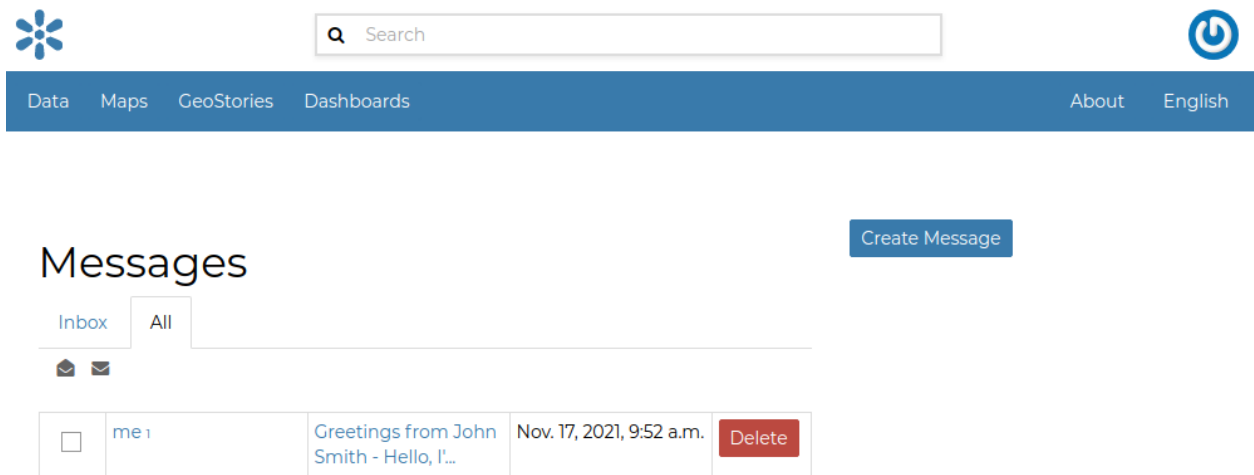 Search
Data Maps GeoStories Dashboards About English
Create Message
Messages
Inbox All
me 1 Greetings from John Nov. 17, 2021, 9:52 a.m. Delete
Smith - Hello, I'...